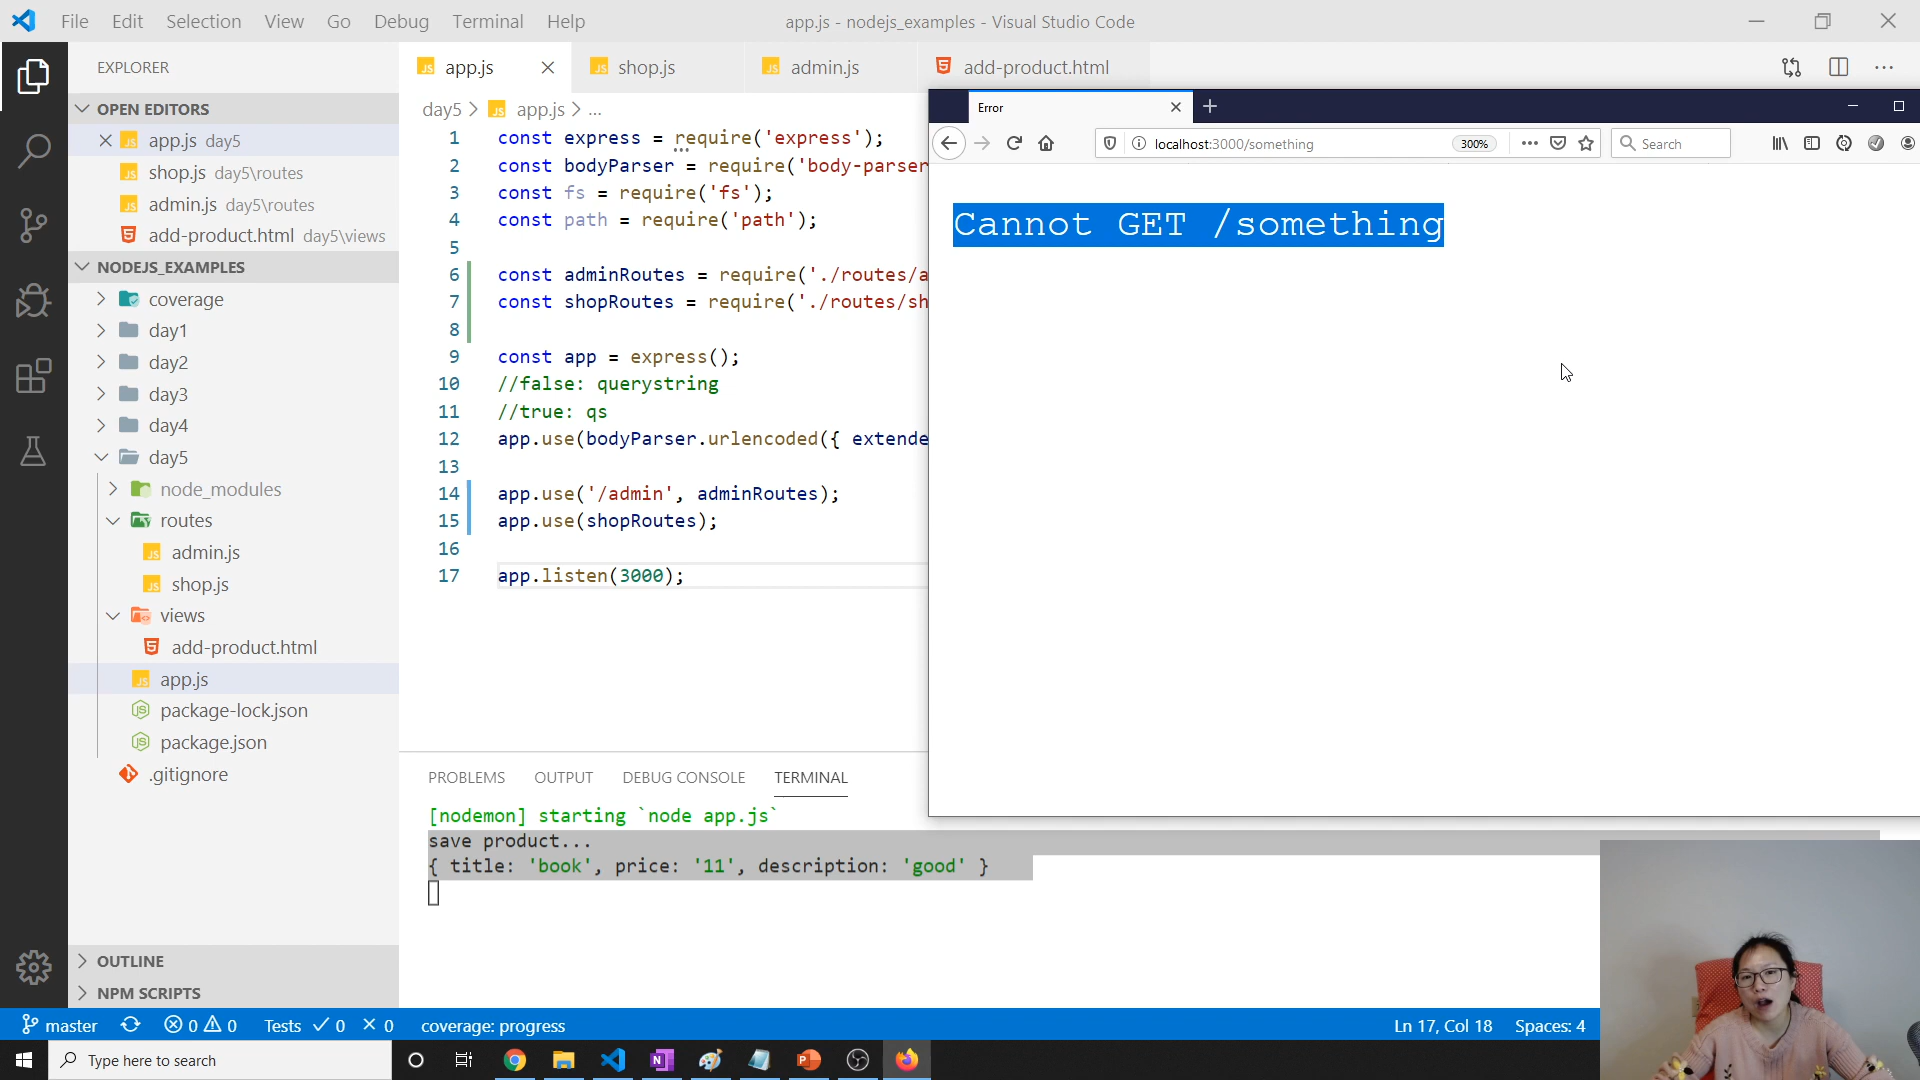 File Edit Selection View Go Debug Terminal Help
app.js - nodejs_examples - Visual Studio Code
EXPLORER
OPEN EDITORS
app.js day5
shop.js day5\routes
admin.js day5\routes
add-product.html day5\views
NODEJS_EXAMPLES
coverage
day1
day2
day3
day4
day5
node_modules
routes
admin.js
shop.js
views
add-product.html
app.js
package-lock.json
package.json
.gitignore
OUTLINE
NPM SCRIPTS
app.js shop.js admin.js add-product.html
day5 > app.js > ...
1 const express = require('express');
2 const bodyParser = require('body-parser
3 const fs = require('fs');
4 const path = require('path');
5
6 const adminRoutes = require('./routes/a
7 const shopRoutes = require('./routes/sh
8
9 const app = express();
10 //false: querystring
11 //true: qs
12 app.use(bodyParser.urlencoded({ extende
13
14 app.use('/admin', adminRoutes);
15 app.use(shopRoutes);
16
17 app.listen(3000);
Error
localhost:3000/something 300% Search
Cannot GET /something
PROBLEMS OUTPUT DEBUG CONSOLE TERMINAL
[nodemon] starting `node app.js`
save product...
{ title: 'book', price: '11', description: 'good' }
master 0 0 Tests 0 0 coverage: progress Ln 17, Col 18 Spaces: 4
Type here to search